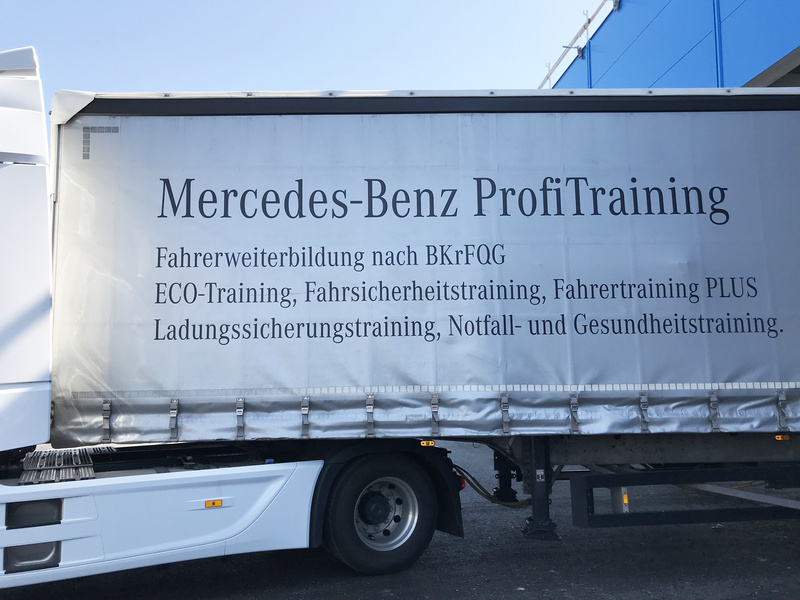 Mercedes-Benz ProfiTraining
Fahrerweiterbildung nach BKrFQG
ECO-Training, Fahrsicherheitstraining, Fahrertraining PLUS
Ladungssicherungstraining, Notfall- und Gesundheitstraining.